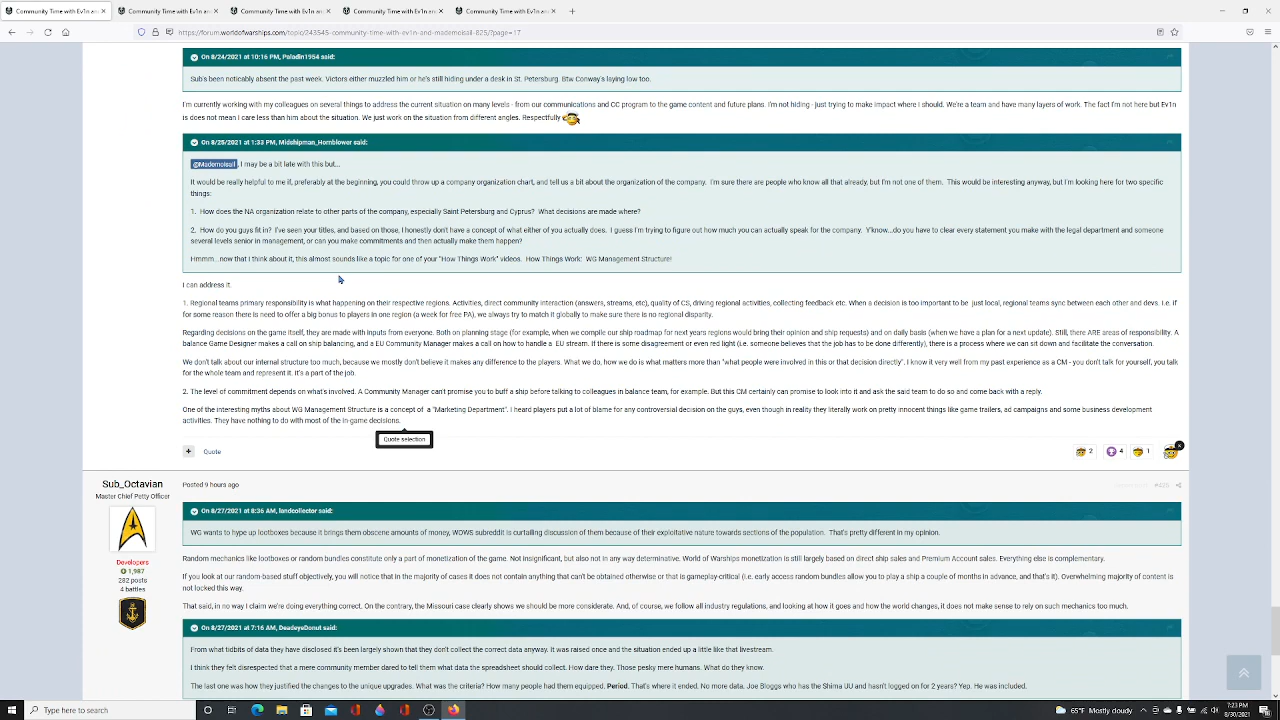 Community Time with Ev1n and
Community Time with Ev1n and
Community Time with Ev1n and
Community Time with Ev1n and
Community Time with Ev1n and
https://forum.worldofwarships.com/topic/243545-community-time-with-ev1n-and-mademoisail-825/?page=17
On 8/24/2021 at 10:16 PM, Paladin1954 said:
Sub's been noticably absent the past week. Victors either muzzled him or he's still hiding under a desk in St. Petersburg. Btw Conway's laying low too.
I'm currently working with my colleagues on several things to address the current situation on many levels - from our communications and CC program to the game content and future plans. I'm not hiding - just trying to make impact where I should. We're a team and have many layers of work. The fact I'm not here but Ev1n
is does not mean I care less than him about the situation. We just work on the situation from different angles. Respectfully
On 8/25/2021 at 1:33 PM, Midshipman_Hornblower said:
@Mademoisail, I may be a bit late with this but...
It would be really helpful to me if, preferably at the beginning, you could throw up a company organization chart, and tell us a bit about the organization of the company. I'm sure there are people who know all that already, but I'm not one of them. This would be interesting anyway, but I'm looking here for two specific
things:
1. How does the NA organization relate to other parts of the company, especially Saint Petersburg and Cyprus? What decisions are made where?
2. How do you guys fit in? I've seen your titles, and based on those, I honestly don't have a concept of what either of you actually does. I guess I'm trying to figure out how much you can actually speak for the company. Y'know...do you have to clear every statement you make with the legal department and someone
several levels senior in management, or can you make commitments and then actually make them happen?
Hmmm...now that I think about it, this almost sounds like a topic for one of your "How Things Work" videos. How Things Work: WG Management Structure!
I can address it.
1. Regional teams primary responsibility is what happening on their respective regions. Activities, direct community interaction (answers, streams, etc), quality of CS, driving regional activities, collecting feedback etc. When a decision is too important to be just local, regional teams sync between each other and devs. i.e. if
for some reason there is need to offer a big bonus to players in one region (a week for free PA), we always try to match it globally to make sure there is no regional disparity.
Regarding decisions on the game itself, they are made with inputs from everyone. Both on planning stage (for example, when we compile our ship roadmap for next years regions would bring their opinion and ship requests) and on daily basis (when we have a plan for a next update). Still, there ARE areas of responsibility. A
balance Game Designer makes a call on ship balancing, and a EU Community Manager makes a call on how to handle a EU stream. If there is some disagreement or even red light (i.e. someone believes that the job has to be done differently), there is a process where we can sit down and facilitate the conversation.
We don't talk about our internal structure too much, because we mostly don't believe it makes any difference to the players. What we do, how we do is what matters more than "what people were involved in this or that decision directly". I know it very well from my past experience as a CM - you don't talk for yourself, you talk
for the whole team and represent it. It's a part of the job.
2. The level of commitment depends on what's involved. A Community Manager can't promise you to buff a ship before talking to colleagues in balance team, for example. But this CM certainly can promise to look into it and ask the said team to do so and come back with a reply.
One of the interesting myths about WG Management Structure is a concept of a "Marketing Department". I heard players put a lot of blame for any controversial decision on the guys, even though in reality they literally work on pretty innocent things like game trailers, ad campaigns and some business development
activities. They have nothing to do with most of the in-game decisions.
Quote selection
+ Quote
2 4 1
Sub_Octavian
Posted 9 hours ago
#425
Master Chief Petty Officer
Developers
1,987
282 posts
4 battles
On 8/27/2021 at 8:36 AM, landcollector said:
WG wants to hype up lootboxes because it brings them obscene amounts of money, WOWS subreddit is curtailing discussion of them because of their exploitative nature towards sections of the population. That's pretty different in my opinion.
Random mechanics like lootboxes or random bundles constitute only a part of monetization of the game. Not insignificant, but also not in any way determinative. World of Warships monetization is still largely based on direct ship sales and Premium Account sales. Everything else is complementary.
If you look at our random-based stuff objectively, you will notice that in the majority of cases it does not contain anything that can't be obtained otherwise or that is gameplay-critical (i.e. early access random bundles allow you to play a ship a couple of months in advance, and that's it). Overwhelming majority of content is
not locked this way.
That said, in no way I claim we're doing everything correct. On the contrary, the Missouri case clearly shows we should be more considerate. And, of course, we follow all industry regulations, and looking at how it goes and how the world changes, it does not make sense to rely on such mechanics too much.
On 8/27/2021 at 7:16 AM, DeadeyeDonut said:
From what tidbits of data they have disclosed it's been largely shown that they don't collect the correct data anyway. It was raised once and the situation ended up a little like that livestream.
I think they felt disrespected that a mere community member dared to tell them what data the spreadsheet should collect. How dare they. Those pesky mere humans. What do they know.
The last one was how they justified the changes to the unique upgrades. What was the criteria? How many people had them equipped. Period. That's where it ended. No more data. Joe Bloggs who has the Shima UU and hasn't logged on for 2 years? Yep. He was included.
Type here to search
65°F Mostly cloudy
7:23 PM
8/30/2021